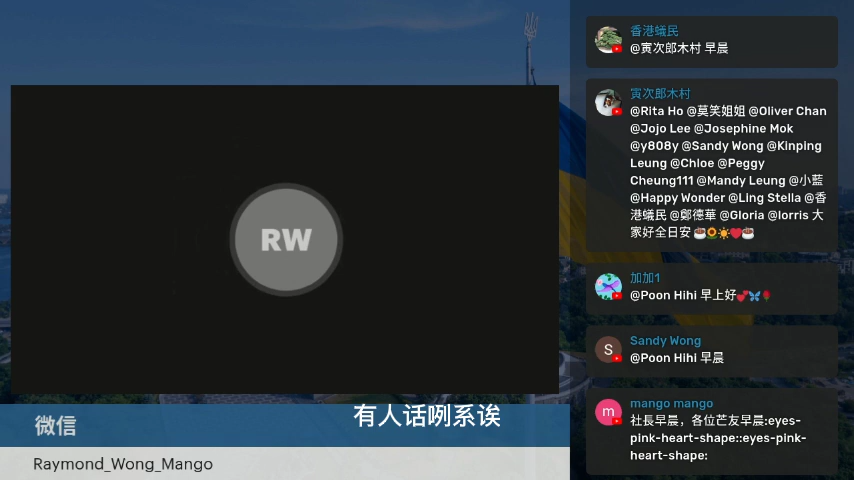 RW
有人话咧系诶
微信
Raymond_Wong_Mango
香港蟻民
@寅次郎木村 早晨
寅次郎木村
@Rita Ho @莫笑姐姐 @Oliver Chan
@Jojo Lee @Josephine Mok
@y808y @Sandy Wong @Kinping
Leung @Chloe @Peggy
Cheung111 @Mandy Leung @小藍
@Happy Wonder @Ling Stella @香
港蟻民 @鄭德華 @Gloria @lorris 大
家好全日安 ☕🌻☀❤☕
加加1
@Poon Hihi 早上好💕🦋🌹
S
Sandy Wong
@Poon Hihi 早晨
m
mango mango
社長早晨，各位芒友早晨:eyes-
pink-heart-shape::eyes-pink-
heart-shape: